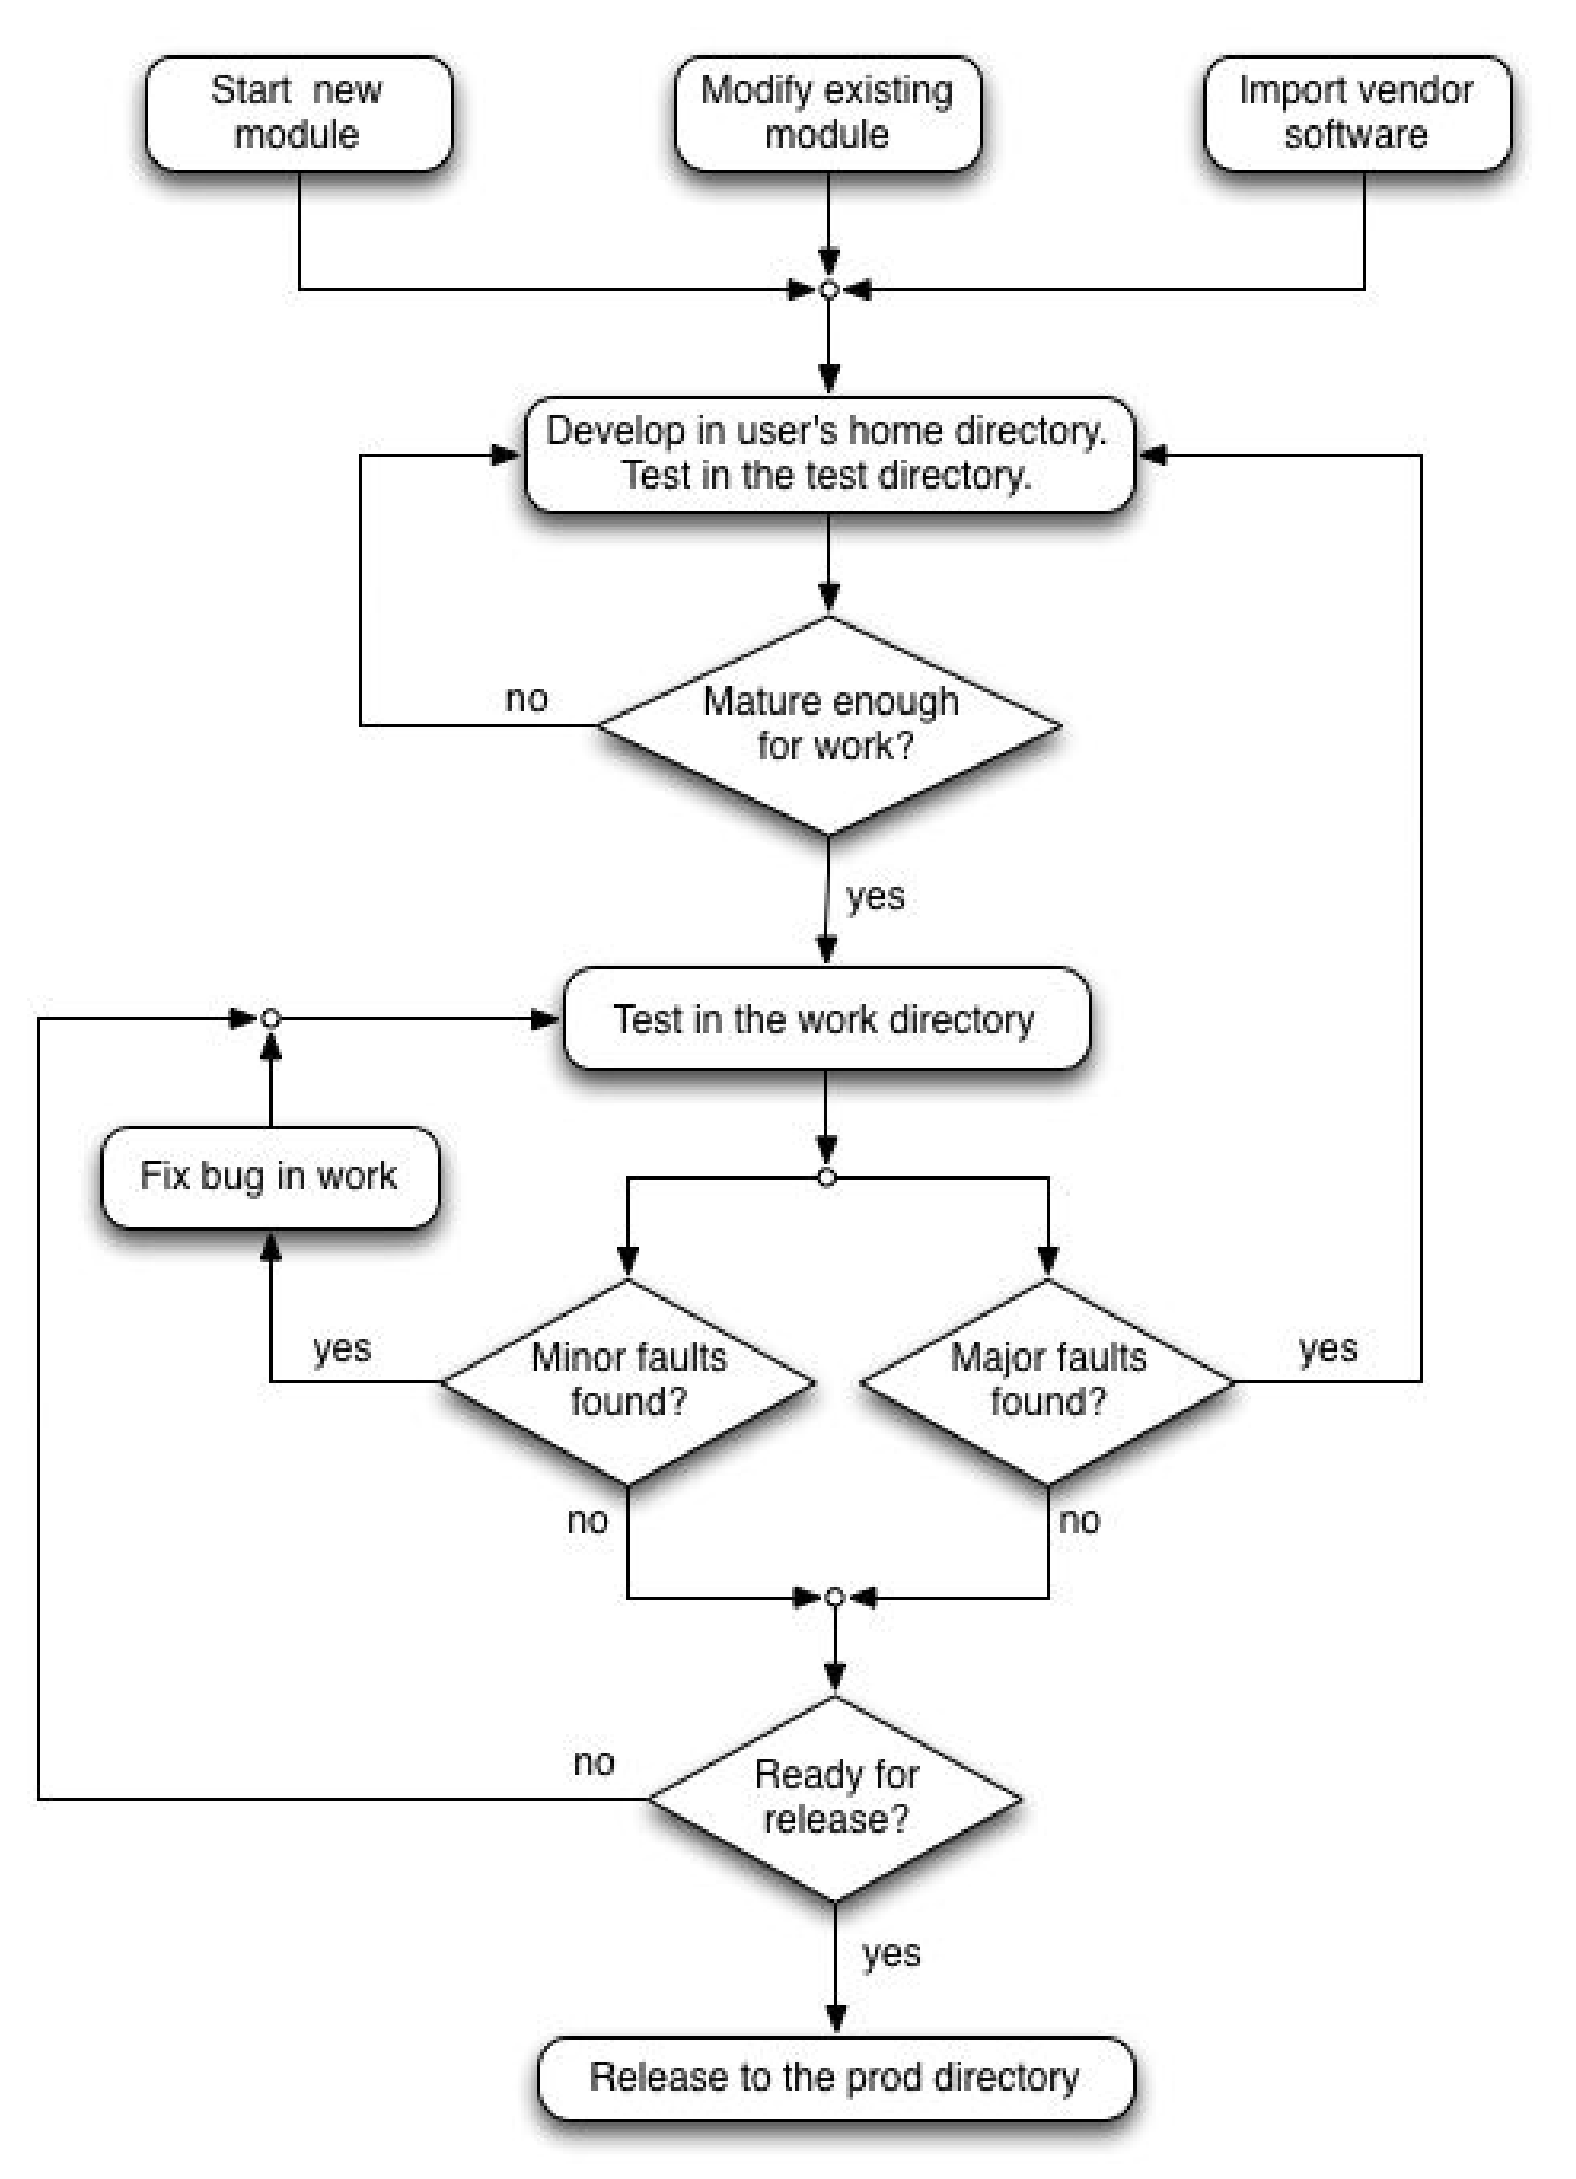 Start  new
module
Modify existing
module
Import vendor
software
Develop in user's home directory.
Test in the test directory.
no
Mature enough
for work?
yes
Test in the work directory
Fix bug in work
yes
Minor faults
found?
Major faults
found?
yes
no
no
no
Ready for
release?
yes
Release to the prod directory